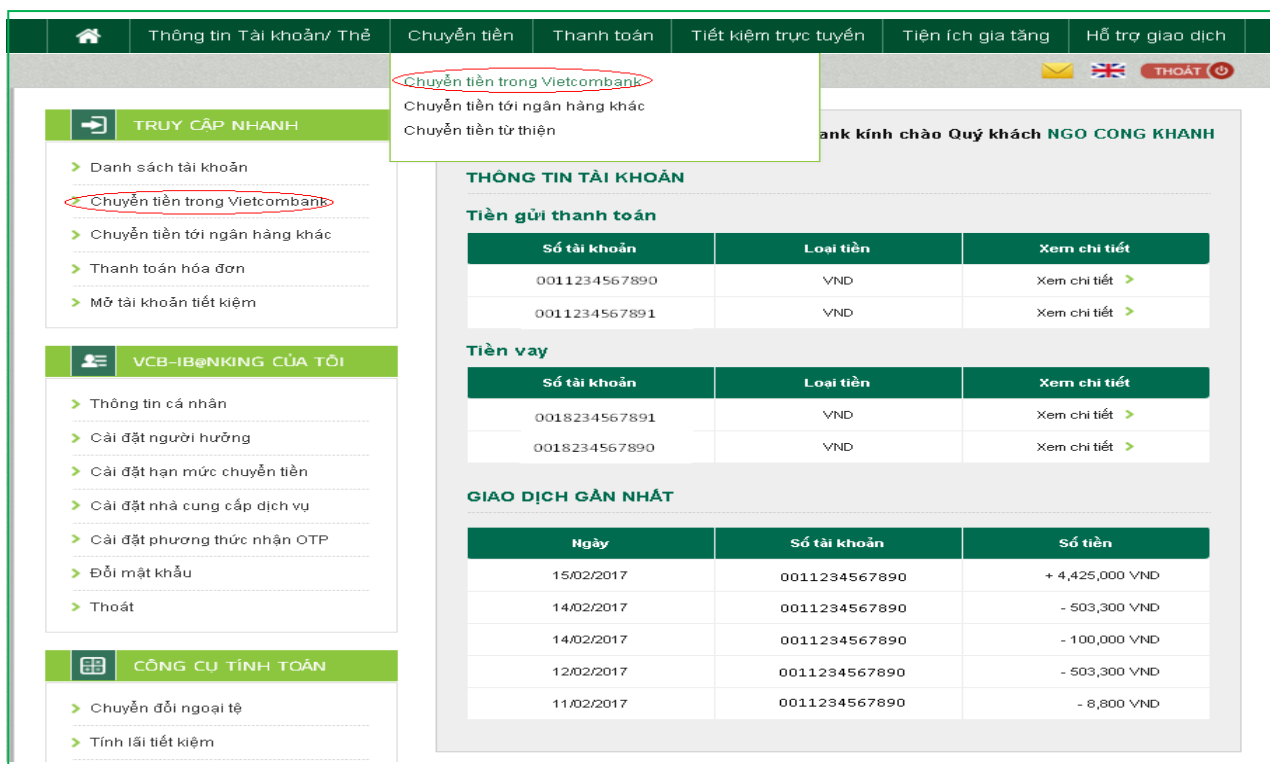 Thông tin Tài khoản/ Thẻ Chuyển tiền Thanh toán Tiết kiệm trực tuyến Tiện ích gia tăng Hỗ trợ giao dịch
Chuyển tiền trong Vietcombank
Chuyển tiền tới ngân hàng khác
Chuyển tiền từ thiện
THOÁT
TRUY CẬP NHANH
Danh sách tài khoản
Chuyển tiền trong Vietcombank
Chuyển tiền tới ngân hàng khác
Thanh toán hóa đơn
Mở tài khoản tiết kiệm
VCB-IB@NKING CỦA TÔI
Thông tin cá nhân
Cài đặt người hưởng
Cài đặt hạn mức chuyển tiền
Cài đặt nhà cung cấp dịch vụ
Cài đặt phương thức nhận OTP
Đổi mật khẩu
Thoát
CÔNG CỤ TÍNH TOÁN
Chuyển đổi ngoại tệ
Tính lãi tiết kiệm
ank kính chào Quý khách NGO CONG KHANH
THÔNG TIN TÀI KHOẢN
Tiền gửi thanh toán
Số tài khoản Loại tiền Xem chi tiết
0011234567890 VND Xem chi tiết >
0011234567891 VND Xem chi tiết >
Tiền vay
Số tài khoản Loại tiền Xem chi tiết
0018234567891 VND Xem chi tiết >
0018234567890 VND Xem chi tiết >
GIAO DỊCH GẦN NHẤT
Ngày Số tài khoản Số tiền
15/02/2017 0011234567890 + 4,425,000 VND
14/02/2017 0011234567890 - 503,300 VND
14/02/2017 0011234567890 - 100,000 VND
12/02/2017 0011234567890 - 503,300 VND
11/02/2017 0011234567890 - 8,800 VND